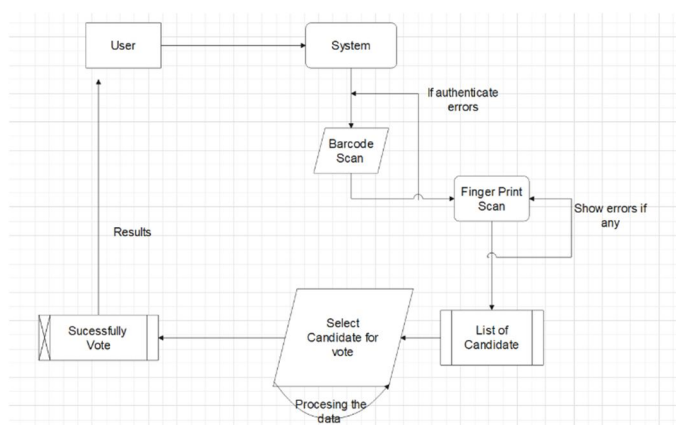 User
System
If authenticate
errors
Barcode
Scan
Finger Print
Scan
Show errors if
any
Results
Sucessfully
Vote
Select
Candidate for
vote
List of
Candidate
Procesing the
data